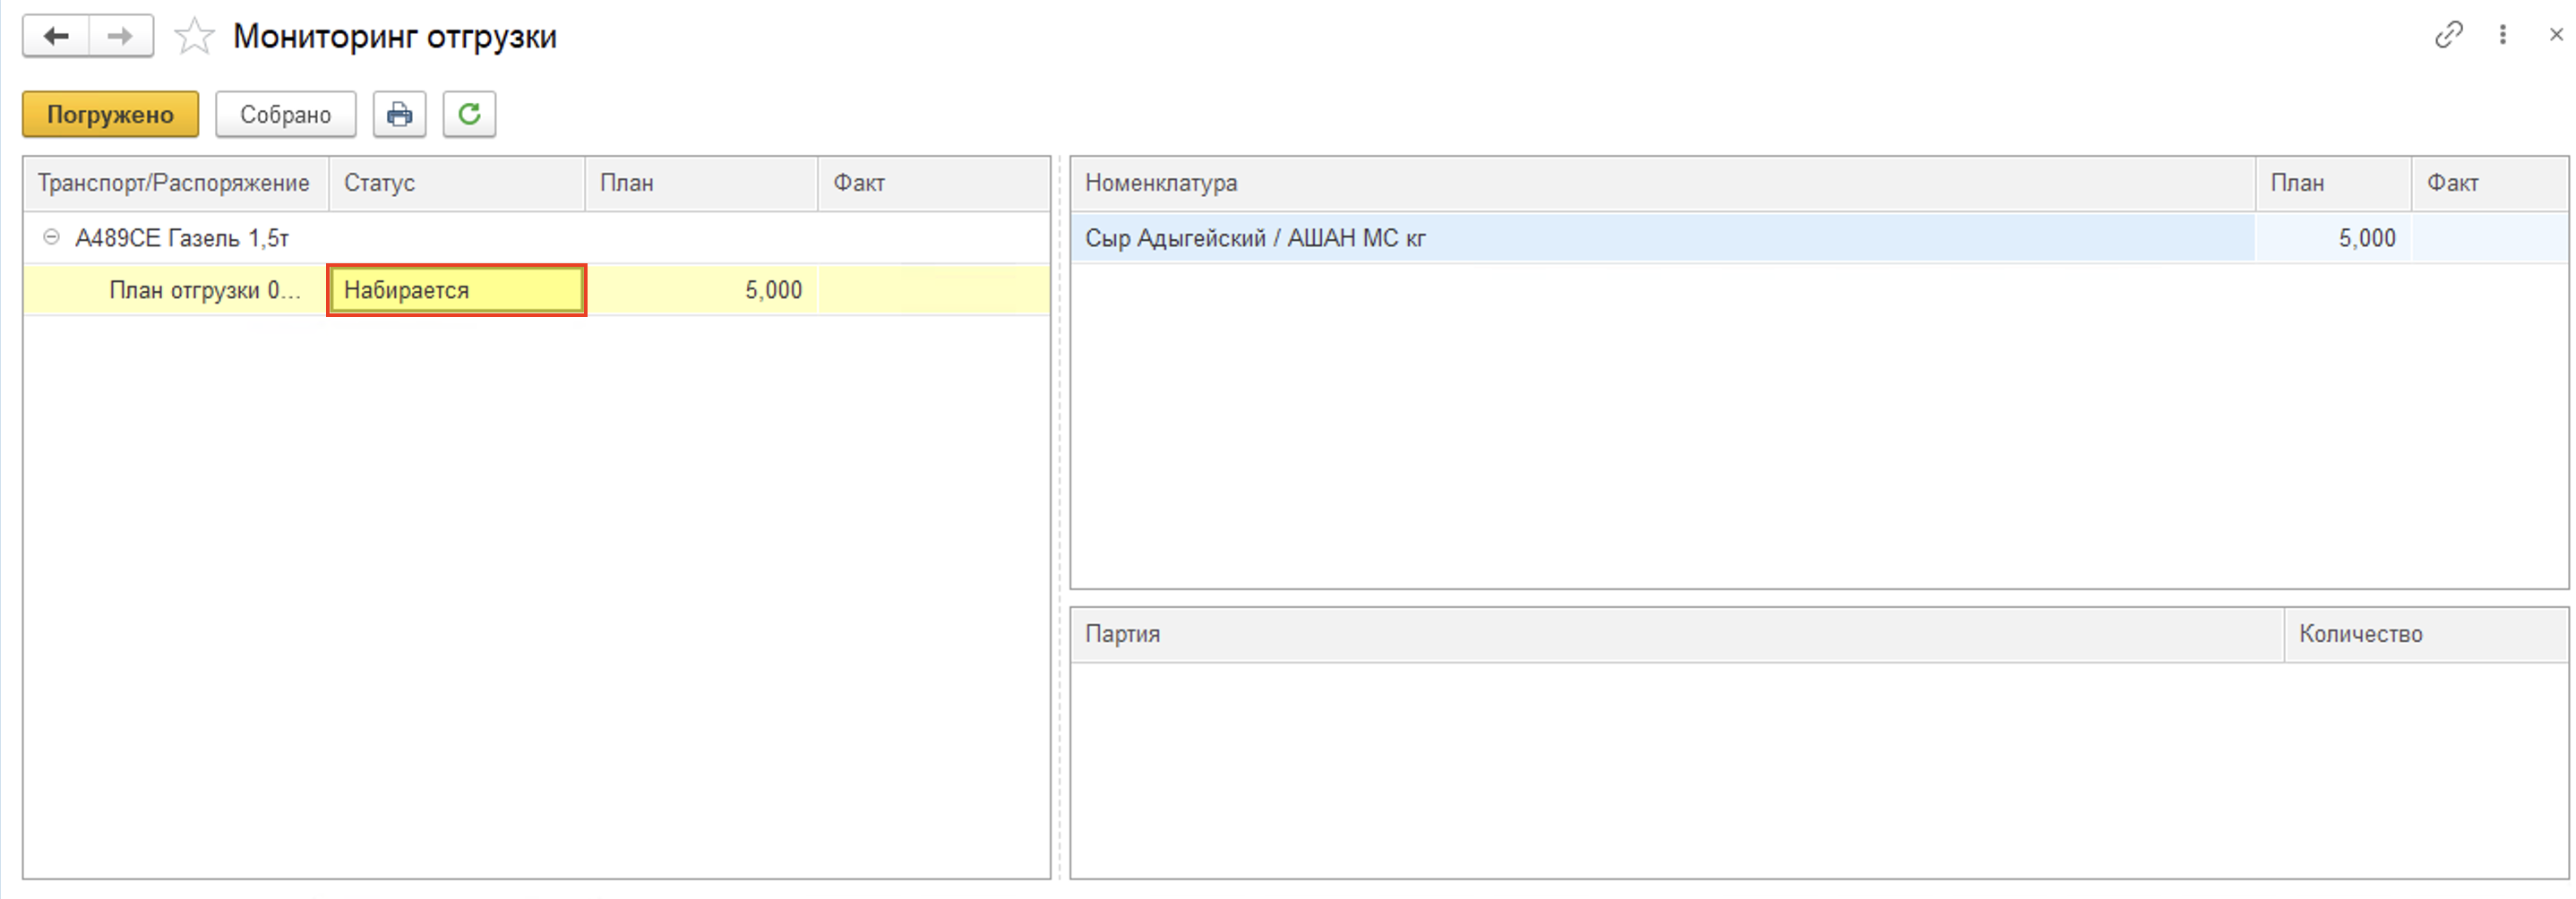 Мониторинг отгрузки
Погружено Собрано
Транспорт/Распоряжение Статус План Факт
А489СЕ Газель 1,5т
План отгрузки 0... Набирается 5,000
Номенклатура План Факт
Сыр Адыгейский / АШАН МС кг 5,000
Партия Количество